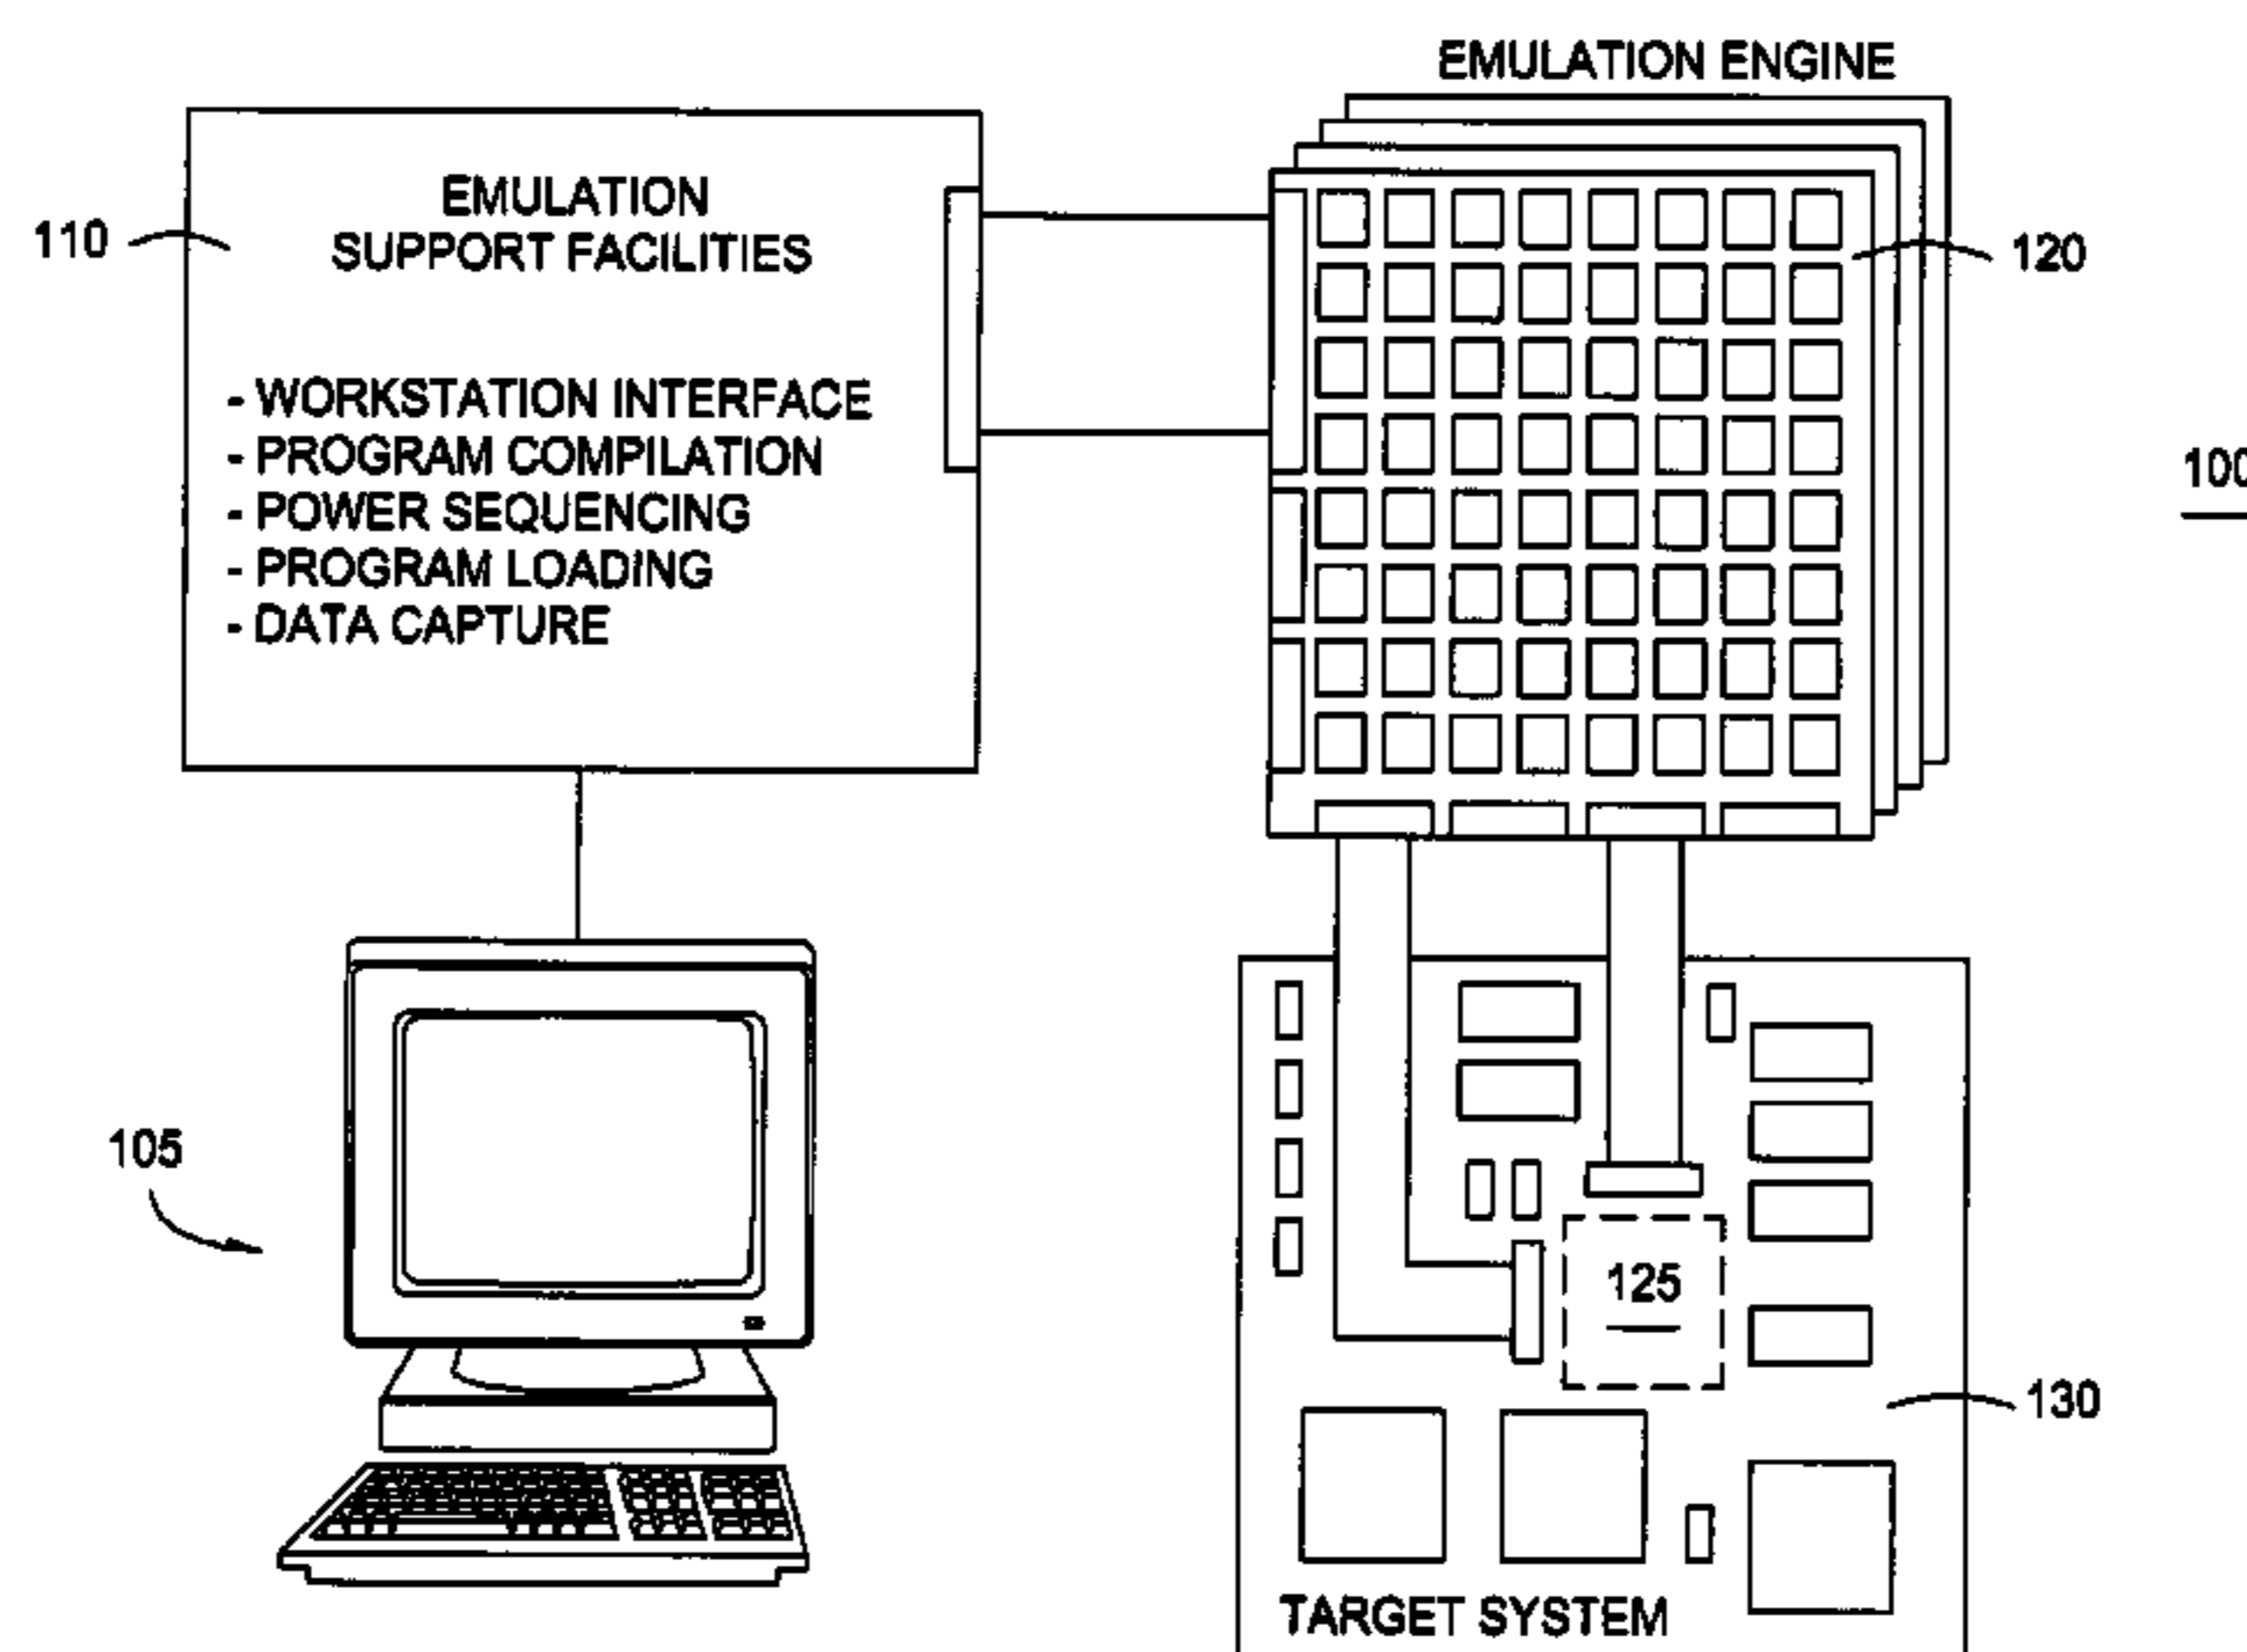 EMULATION ENGINE
EMULATION
SUPPORT FACILITIES
110
120
- WORKSTATION INTERFACE
- PROGRAM COMPILATION
- POWER SEQUENCING
- PROGRAM LOADING
- DATA CAPTURE
100
105
125
130
TARGET SYSTEM